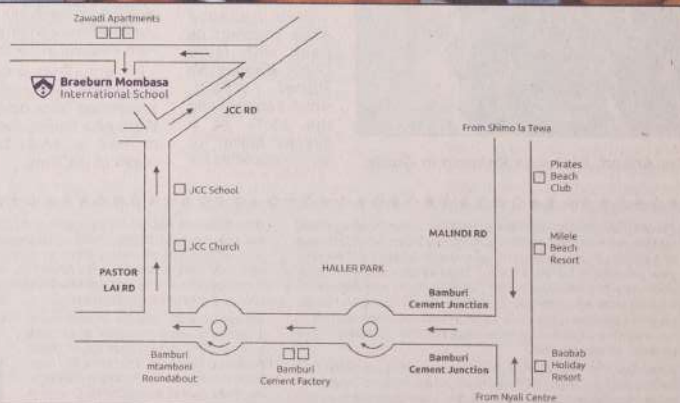 Zawadi Apartments
Braeburn Mombasa
International School
JCC RD
From Shimo la Tewa
Pirates
Beach
Club
JCC School
MALINDI RD
Milele
Beach
Resort
JCC Church
HALLER PARK
PASTOR
LAI RD
Bamburi
Cement Junction
Bamburi
mtamboni
Roundabout
Bamburi
Cement Factory
Bamburi
Cement Junction
Baobab
Holiday
Resort
From Nyali Centre